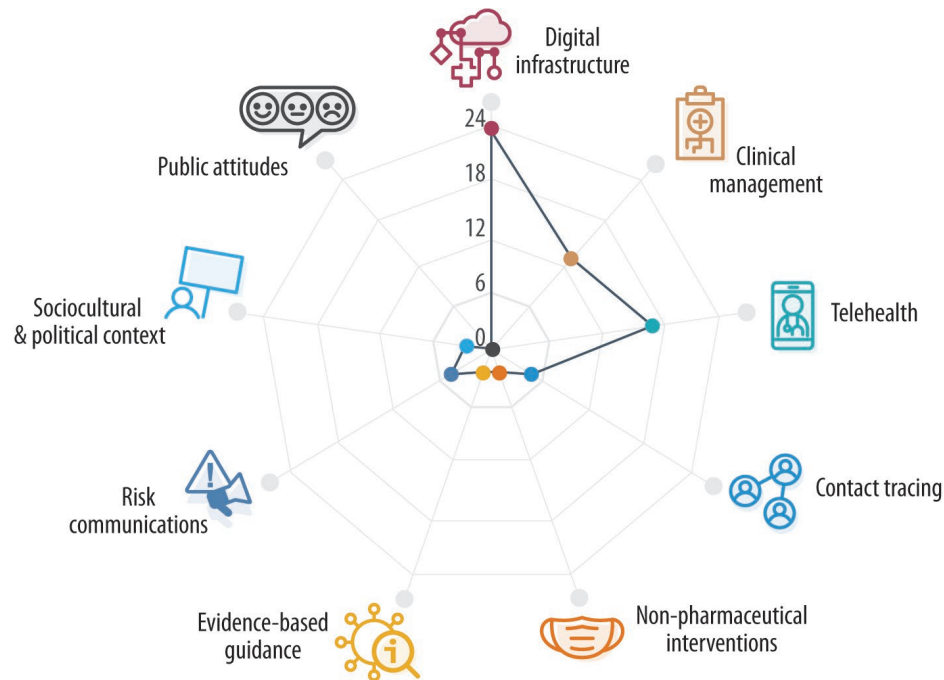 Digital
infrastructure
Clinical
management
Telehealth
Contact tracing
Non-pharmaceutical
interventions
Evidence-based
guidance
Risk
communications
Sociocultural
& political context
Public attitudes
24
18
12
6
0